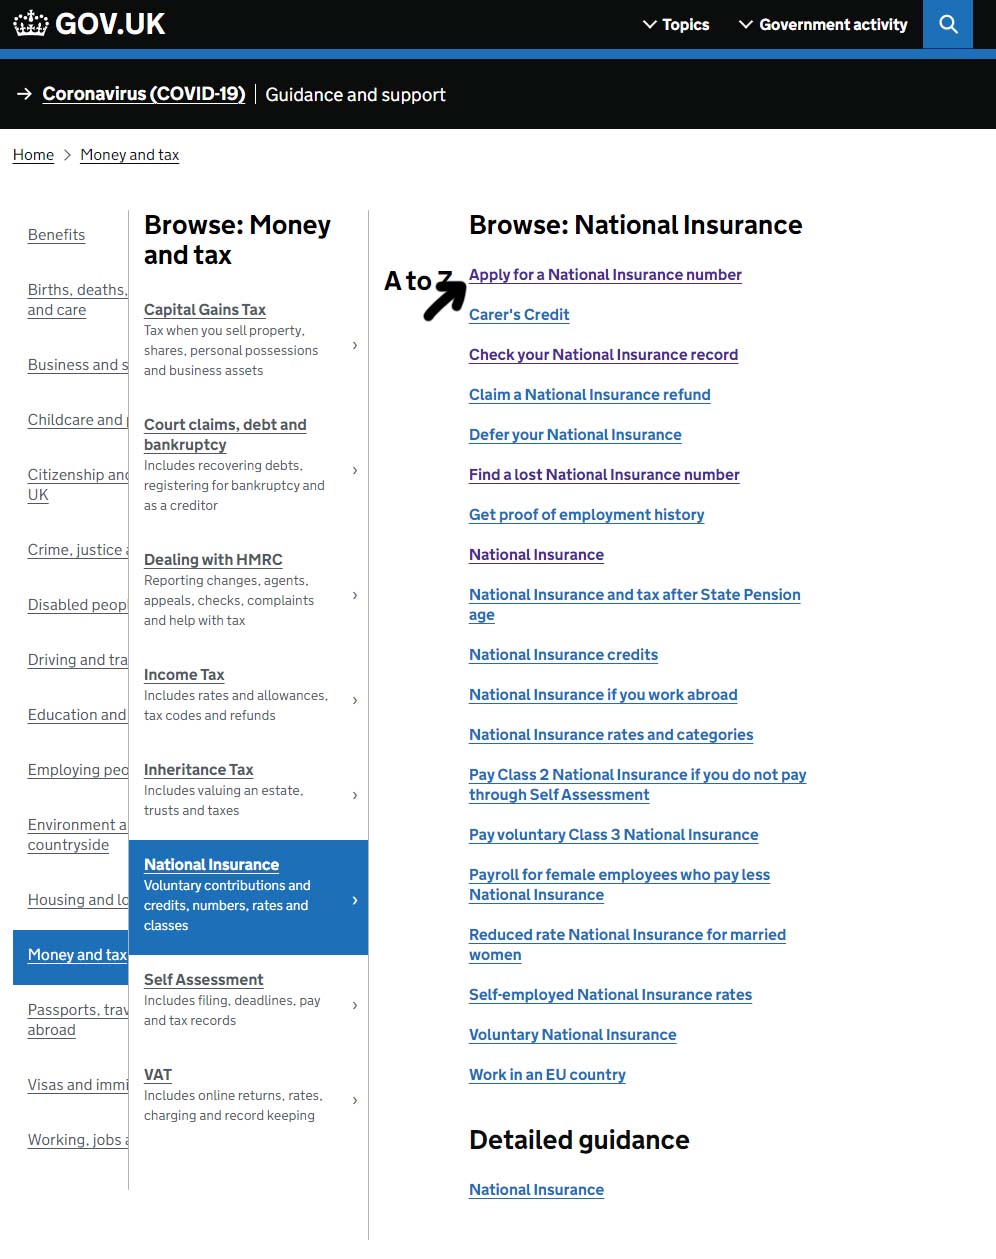 GOV.UK
Topics
Government activity
Coronavirus (COVID-19)
Guidance and support
Home
Money and tax
Benefits
Births, deaths,
and care
Business and s
Childcare and
Citizenship and
UK
Crime, justice
Disabled peopl
Driving and tra
Education and
Employing peo
Environment a
countryside
Housing and lo
Money and tax
Passports, trav
abroad
Visas and immi
Working, jobs
Browse: Money
and tax
Capital Gains Tax
Tax when you sell property,
shares, personal possessions
and business assets
Court claims, debt and
bankruptcy
Includes recovering debts,
registering for bankruptcy and
as a creditor
Dealing with HMRC
Reporting changes, agents,
appeals, checks, complaints
and help with tax
Income Tax
Includes rates and allowances,
tax codes and refunds
Inheritance Tax
Includes valuing an estate,
trusts and taxes
National Insurance
Voluntary contributions and
credits, numbers, rates and
classes
Self Assessment
Includes filing, deadlines, pay
and tax records
VAT
Includes online returns, rates,
charging and record keeping
A to Z
Browse: National Insurance
Apply for a National Insurance number
Carer's Credit
Check your National Insurance record
Claim a National Insurance refund
Defer your National Insurance
Find a lost National Insurance number
Get proof of employment history
National Insurance
National Insurance and tax after State Pension
age
National Insurance credits
National Insurance if you work abroad
National Insurance rates and categories
Pay Class 2 National Insurance if you do not pay
through Self Assessment
Pay voluntary Class 3 National Insurance
Payroll for female employees who pay less
National Insurance
Reduced rate National Insurance for married
women
Self-employed National Insurance rates
Voluntary National Insurance
Work in an EU country
Detailed guidance
National Insurance